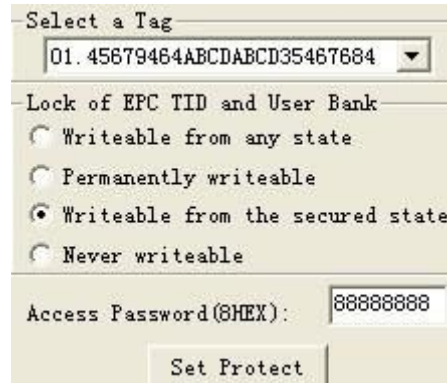 Select a Tag
01.45679464ABCDABCD35467684
Lock of EPC TID and User Bank
Writeable from any state
Permanently writeable
Writeable from the secured state
Never writeable
Access Password(8HEX): 88888888
Set Protect